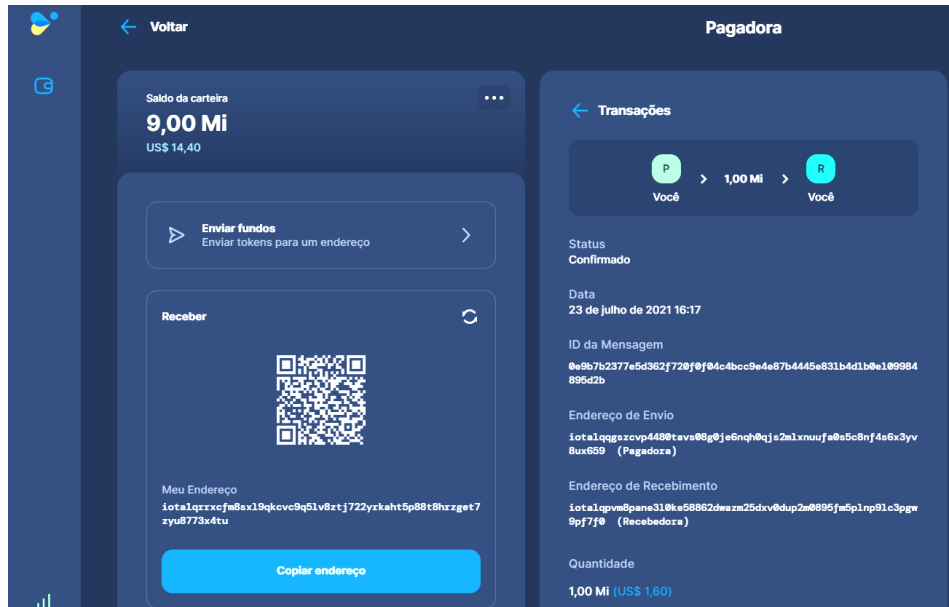 Voltar
Pagadora
Saldo da carteira
9,00 Mi
US$ 14,40
Enviar fundos
Enviar tokens para um endereço
Receber
Meu Endereço
iota1qrrxcfm8sxl9qkcvc9q5lv8ztj722yrkaht5p88t8hrzget7
zyu8773x4tu
Copiar endereço
Transações
P
1,00 Mi
R
Você
Você
Status
Confirmado
Data
23 de julho de 2021 16:17
ID da Mensagem
0e9b7b2377e5d362f720f0f04c4bcc9e4e87b4445e831b4d1b0e109984
895d2b
Endereço de Envio
iota1qqgszcvp4480tavs08g0je6nqh0qjs2mlxnuufa0s5c8nf4s6x3yv
8ux659 (Pagadora)
Endereço de Recebimento
iota1qpvm8pane3l0ke58862dwazm25dxv0dup2m0895fm5plnp9lc3pgw
9pf7f0 (Recebedora)
Quantidade
1,00 Mi (US$ 1,60)